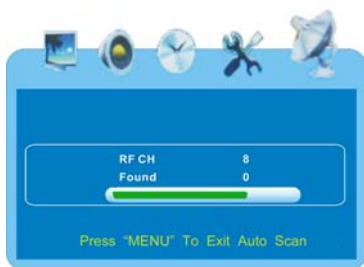 RF CH 8
Found 0
Press “MENU” To Exit Auto Scan